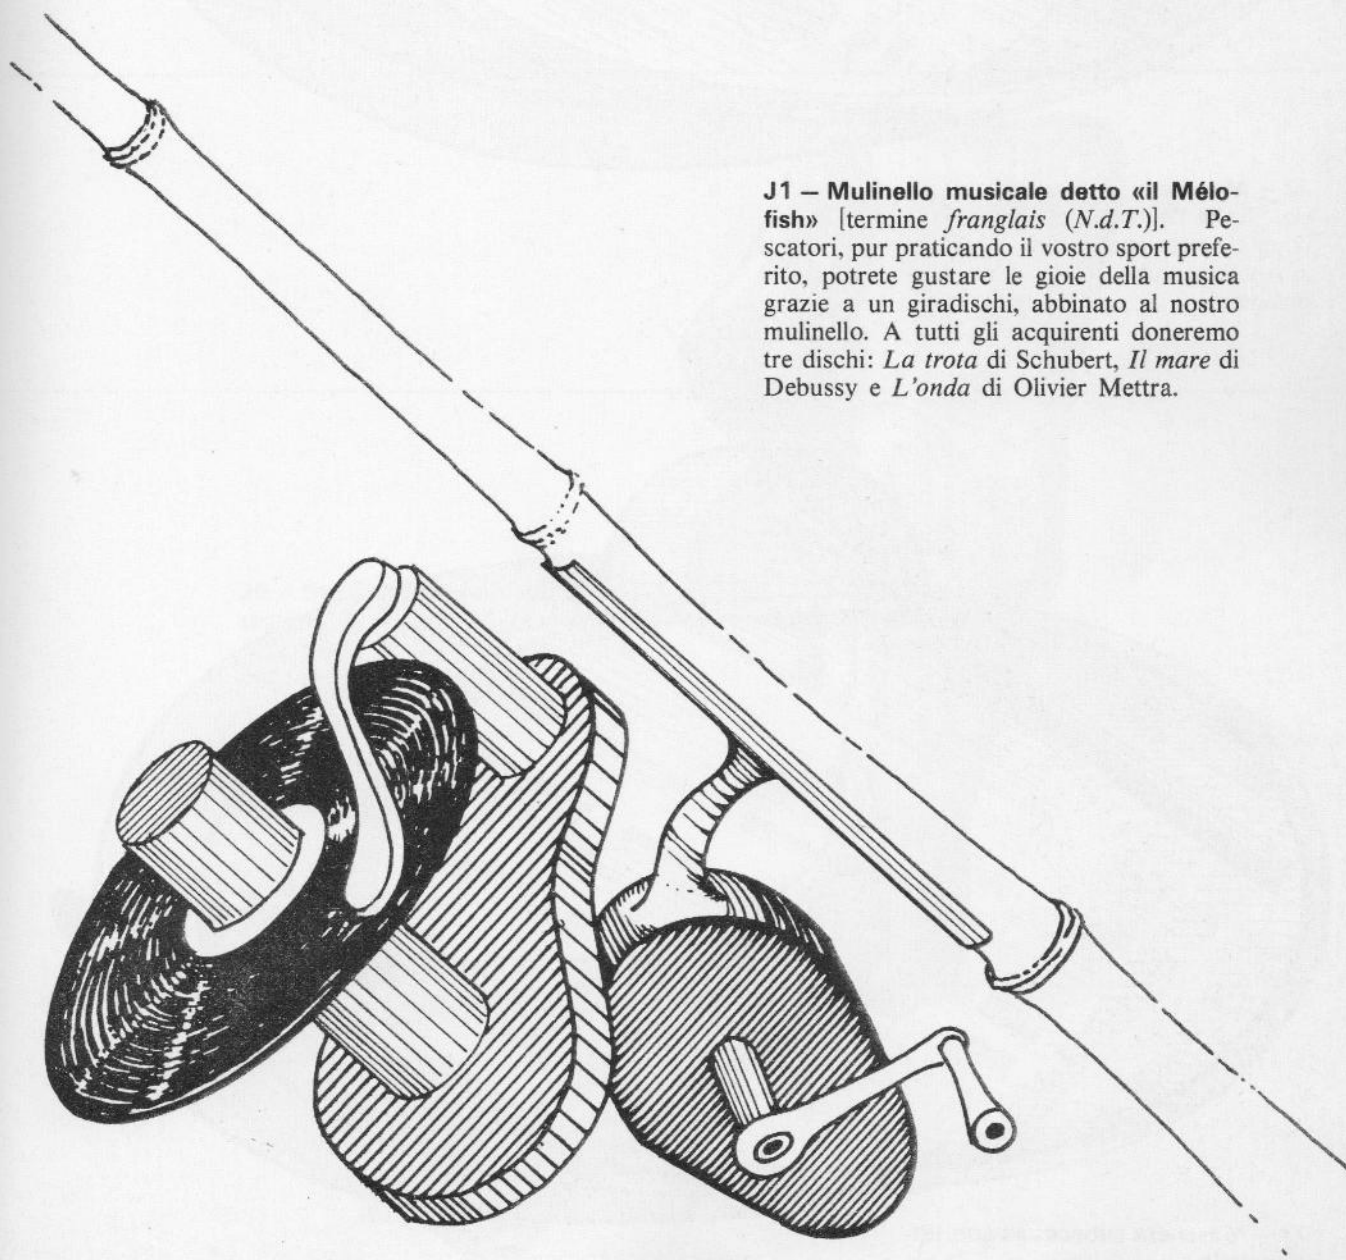 J1 – Mulinello musicale detto «il Mélo-
fish» [termine franglais (N.d.T.)]. Pe-
scatori, pur praticando il vostro sport prefe-
rito, potrete gustare le gioie della musica
grazie a un giradischi, abbinato al nostro
mulinello. A tutti gli acquirenti doneremo
tre dischi: La trota di Schubert, Il mare di
Debussy e L'onda di Olivier Mettra.